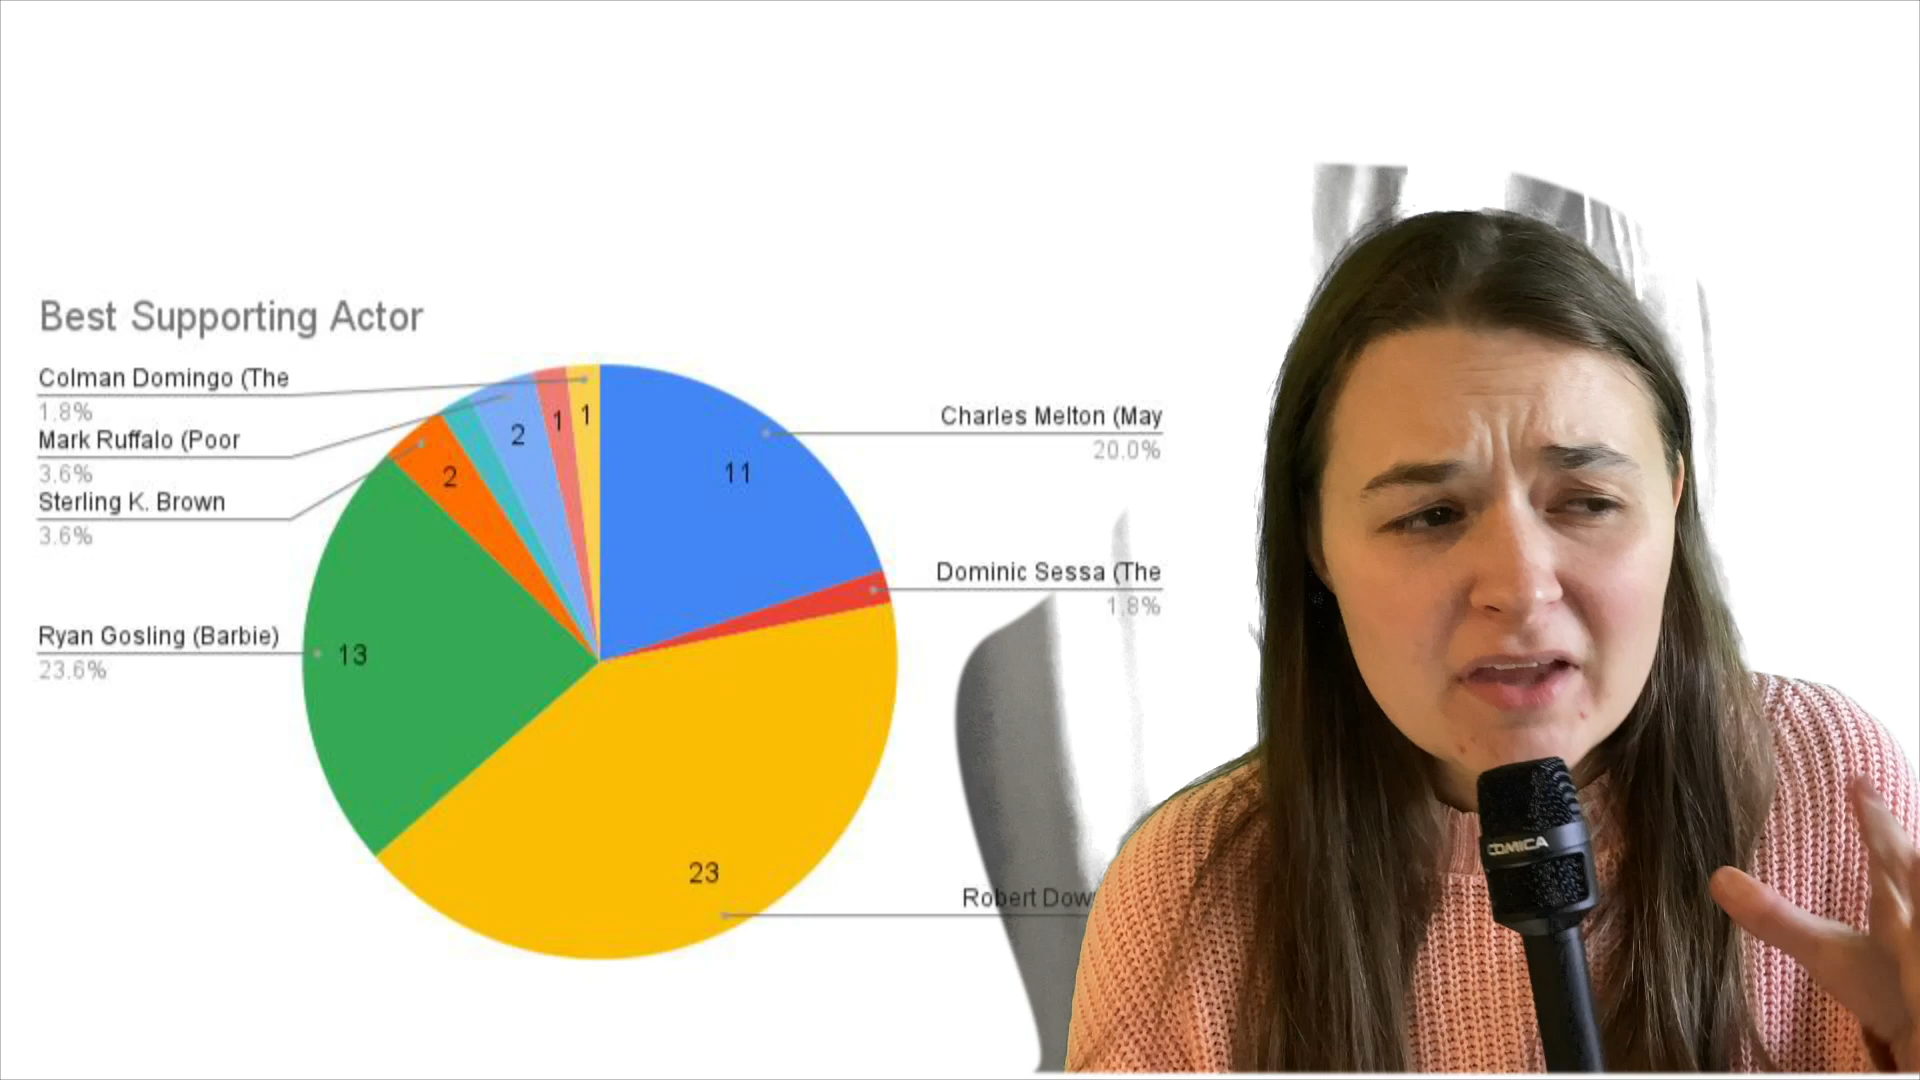 Best Supporting Actor
Colman Domingo (The
1.8%
Mark Ruffalo (Poor
3.6%
Sterling K. Brown
3.6%
Ryan Gosling (Barbie)
23.6%
Charles Melton (May
20.0%
Dominic Sessa (The
1.8%
Robert Dow
11
23
13
2
2
1
1
COMICA